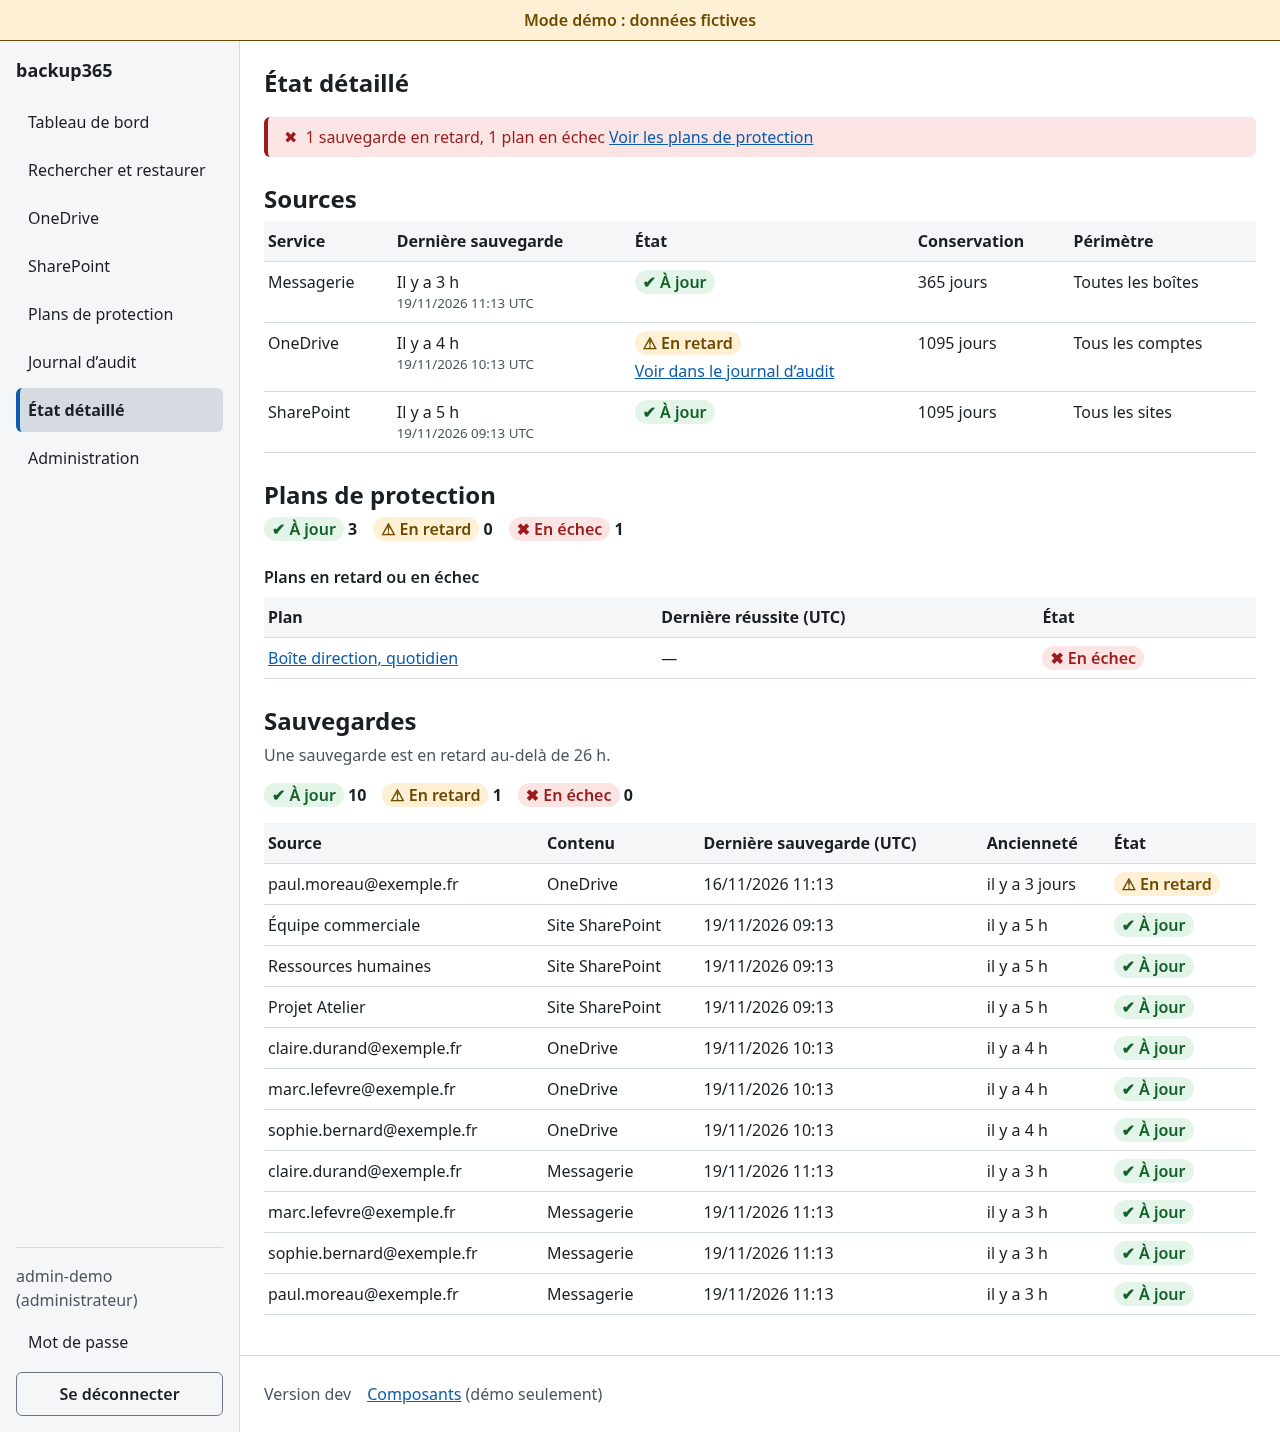 Mode démo : données fictives
backup365
Tableau de bord
Rechercher et restaurer
OneDrive
SharePoint
Plans de protection
Journal d’audit
État détaillé
Administration
admin-demo
(administrateur)
Mot de passe
Se déconnecter
État détaillé
✖ 1 sauvegarde en retard, 1 plan en échec Voir les plans de protection
Sources
Service Dernière sauvegarde État Conservation Périmètre
Messagerie Il y a 3 h ✔ À jour 365 jours Toutes les boîtes
19/11/2026 11:13 UTC
OneDrive Il y a 4 h ⚠ En retard 1095 jours Tous les comptes
19/11/2026 10:13 UTC Voir dans le journal d’audit
SharePoint Il y a 5 h ✔ À jour 1095 jours Tous les sites
19/11/2026 09:13 UTC
Plans de protection
✔ À jour 3 ⚠ En retard 0 ✖ En échec 1
Plans en retard ou en échec
Plan Dernière réussite (UTC) État
Boîte direction, quotidien — ✖ En échec
Sauvegardes
Une sauvegarde est en retard au-delà de 26 h.
✔ À jour 10 ⚠ En retard 1 ✖ En échec 0
Source Contenu Dernière sauvegarde (UTC) Ancienneté État
paul.moreau@exemple.fr OneDrive 16/11/2026 11:13 il y a 3 jours ⚠ En retard
Équipe commerciale Site SharePoint 19/11/2026 09:13 il y a 5 h ✔ À jour
Ressources humaines Site SharePoint 19/11/2026 09:13 il y a 5 h ✔ À jour
Projet Atelier Site SharePoint 19/11/2026 09:13 il y a 5 h ✔ À jour
claire.durand@exemple.fr OneDrive 19/11/2026 10:13 il y a 4 h ✔ À jour
marc.lefevre@exemple.fr OneDrive 19/11/2026 10:13 il y a 4 h ✔ À jour
sophie.bernard@exemple.fr OneDrive 19/11/2026 10:13 il y a 4 h ✔ À jour
claire.durand@exemple.fr Messagerie 19/11/2026 11:13 il y a 3 h ✔ À jour
marc.lefevre@exemple.fr Messagerie 19/11/2026 11:13 il y a 3 h ✔ À jour
sophie.bernard@exemple.fr Messagerie 19/11/2026 11:13 il y a 3 h ✔ À jour
paul.moreau@exemple.fr Messagerie 19/11/2026 11:13 il y a 3 h ✔ À jour
Version dev Composants (démo seulement)